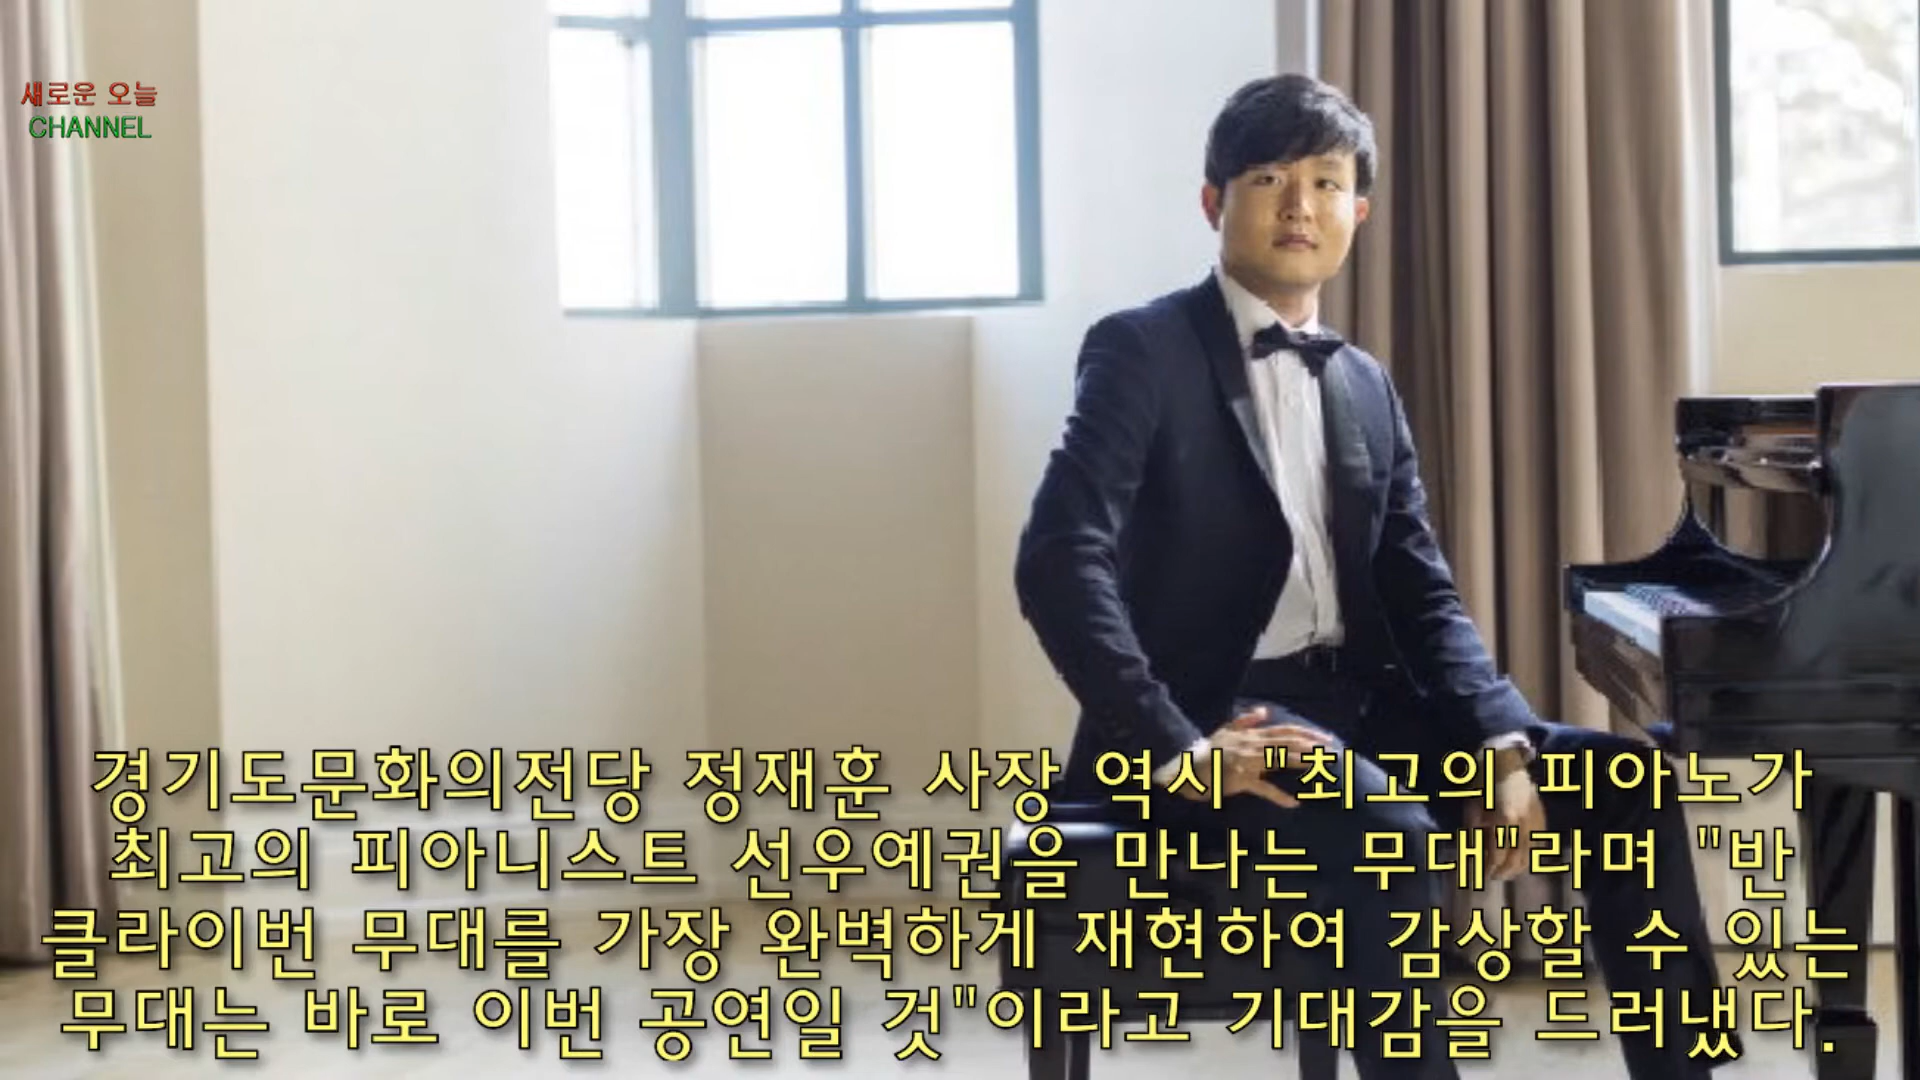 새로운 오늘
CHANNEL
경기도문화의전당 정재훈 사장 역시 "최고의 피아노가
최고의 피아니스트 선우예권을 만나는 무대"라며 "반
클라이번 무대를 가장 완벽하게 재현하여 감상할 수 있는
무대는 바로 이번 공연일 것"이라고 기대감을 드러냈다.